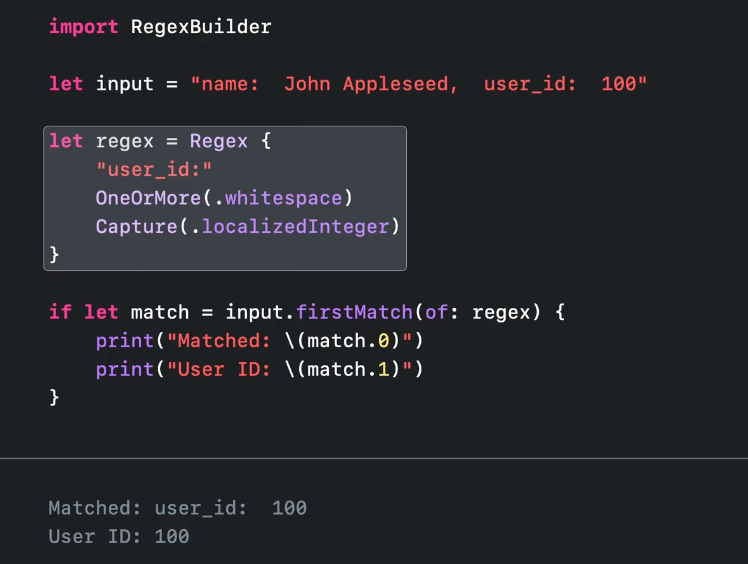 import RegexBuilder
let input = "name:  John Appleseed,  user_id:  100"
let regex = Regex {
    "user_id:"
    OneOrMore(.whitespace)
    Capture(.localizedInteger)
}
if let match = input.firstMatch(of: regex) {
    print("Matched: \(match.0)")
    print("User ID: \(match.1)")
}
Matched: user_id:  100
User ID: 100